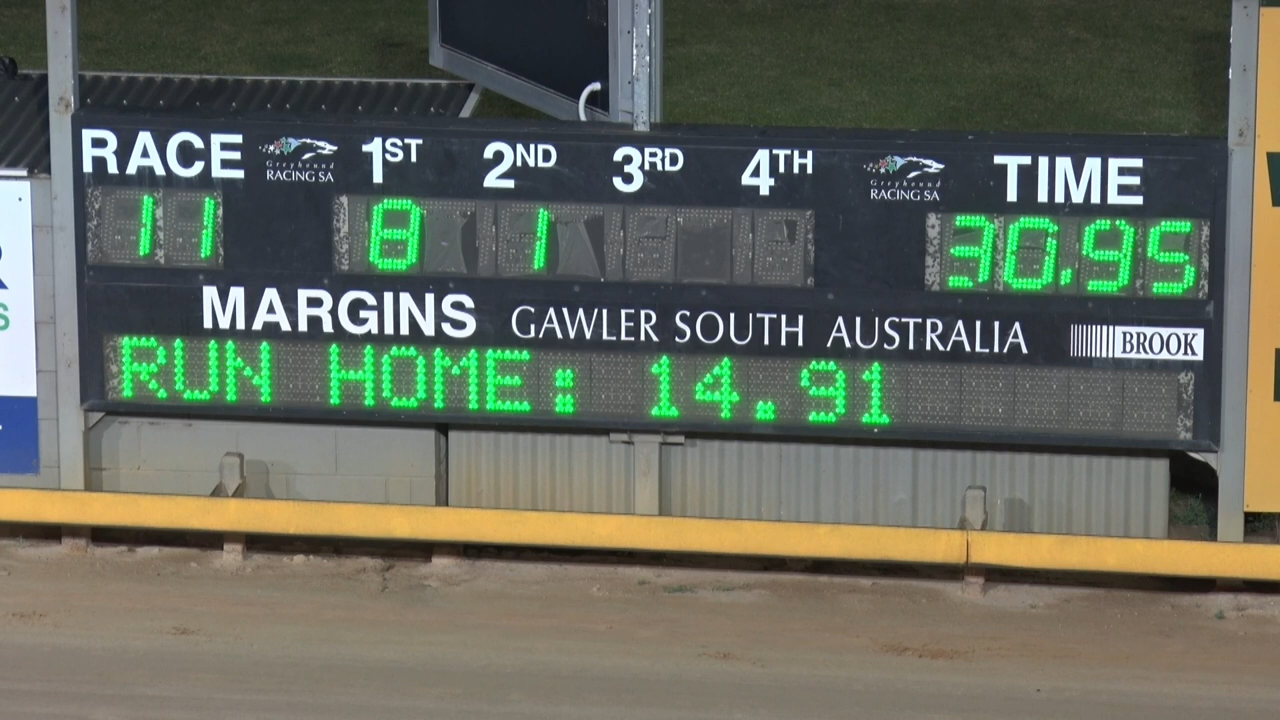 RACE Greyhound RACING SA 1ST 2ND 3RD 4TH Greyhound RACING SA TIME
11 8 1 30.95
MARGINS GAWLER SOUTH AUSTRALIA BROOK
RUN HOME: 14.91